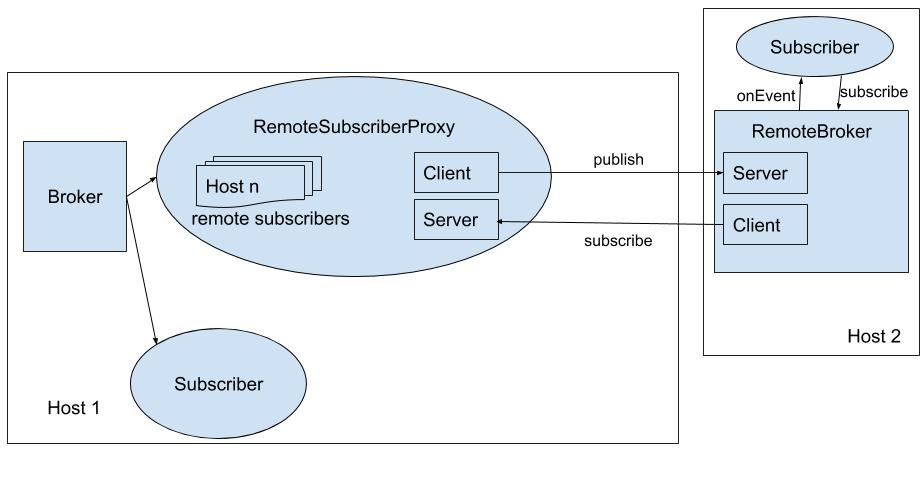 Subscriber
onEvent
subscribe
RemoteSubscriberProxy
RemoteBroker
publish
Client
Server
Host n
Broker
remote subscribers
Server
Client
subscribe
Host 2
Subscriber
Host 1